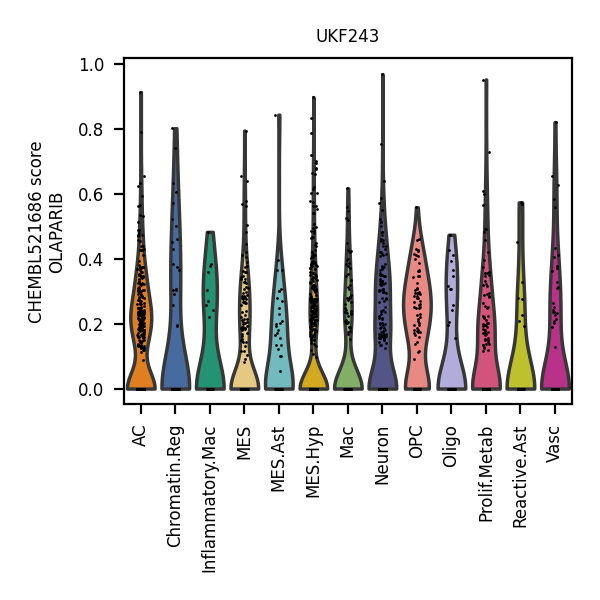 UKF243
CHEMBL521686 score
OLAPARIB
1.0
0.8
0.6
0.4
0.2
0.0
AC
Chromatin.Reg
Inflammatory.Mac
MES
MES.Ast
MES.Hyp
Mac
Neuron
OPC
Oligo
Prolif.Metab
Reactive.Ast
Vasc